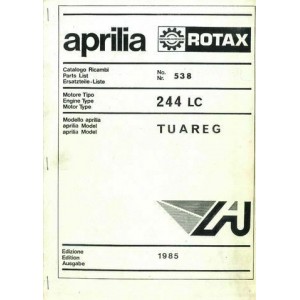 aprilia ROTAX
Catalogo Ricambi
Parts List
Ersatzteile-Liste
No.
Nr. 538
Motore Tipo
Engine Type
Motor Type
244 LC
Modello aprilia
aprilia Model
aprilia Model
TUAREG
Edizione
Edition
Ausgabe
1985